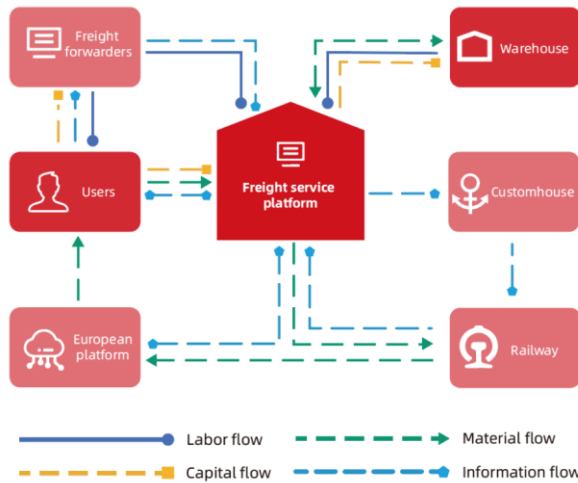 Freight
forwarders
Warehouse
Users
Freight service
platform
Customhouse
European
platform
Railway
Labor flow
Material flow
Capital flow
Information flow